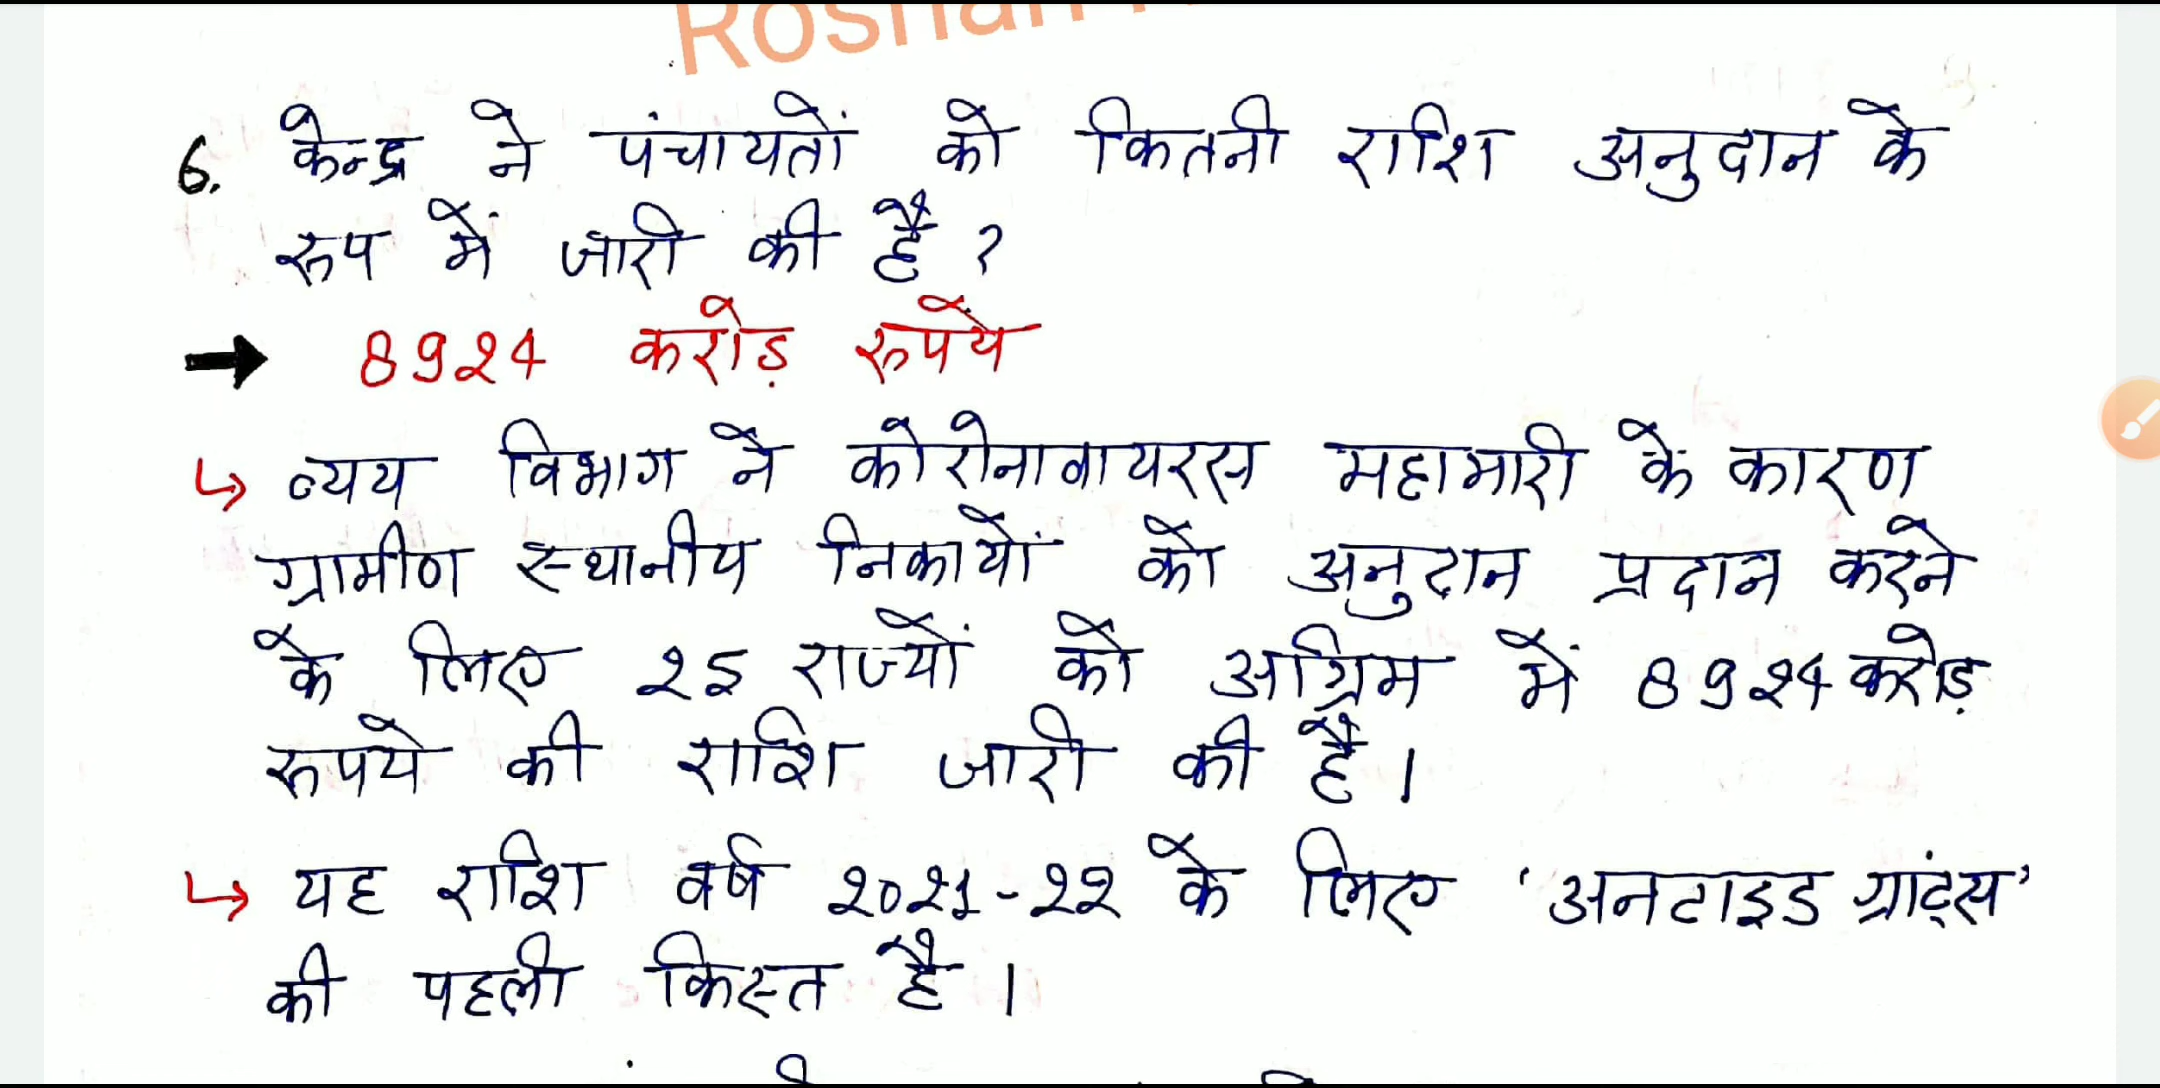 6. केन्द्र ने पंचायतों को कितनी राशि अनुदान के
रुप में जारी की है ?
→ 8924 करोड़ रुपये
↳ व्यय विभाग ने कोरोनावायरस महामारी के कारण
ग्रामीण स्थानीय निकायों को अनुदान प्रदान करने
के लिए 25 राज्यों को अग्रिम में 8924 करोड़
रुपये की राशि जारी की है।
↳ यह राशि वर्ष 2021-22 के लिए 'अनटाइड ग्रांट्स'
की पहली किस्त है।